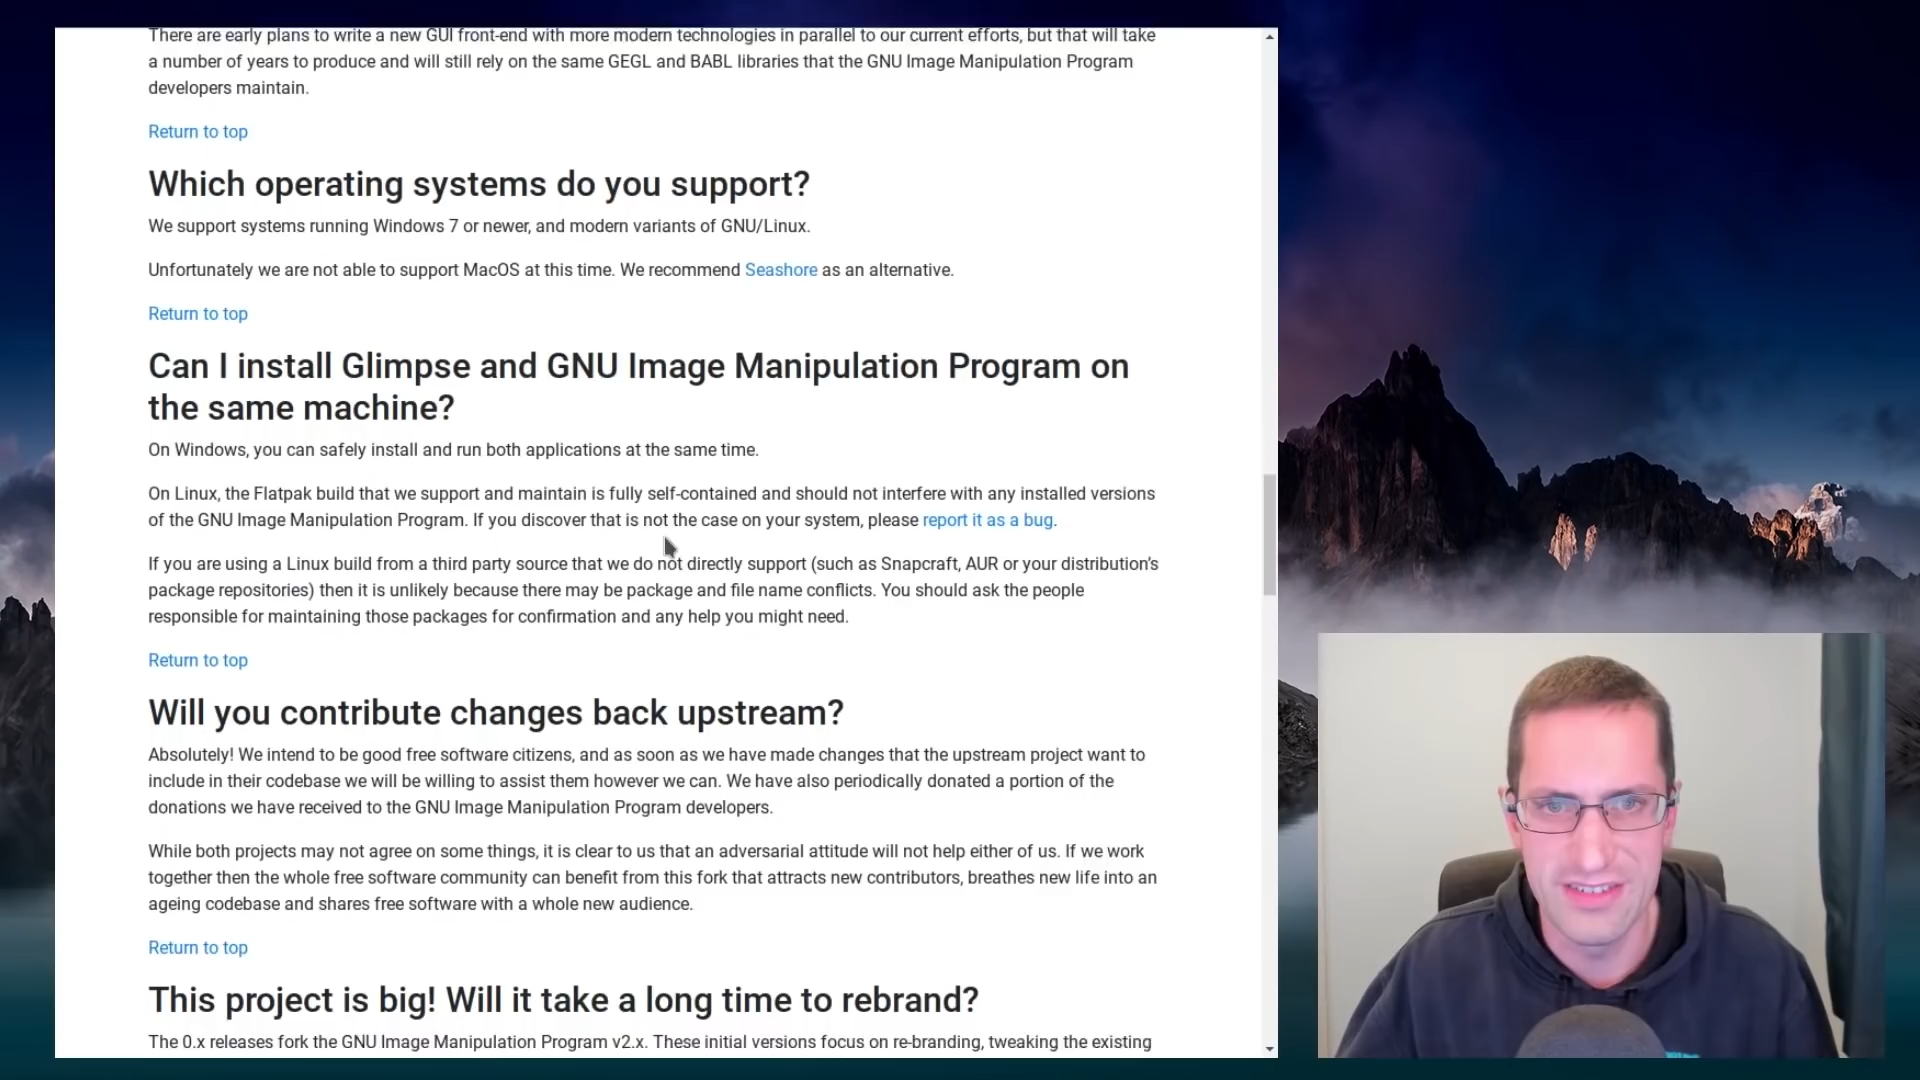 There are early plans to write a new GUI front-end with more modern technologies in parallel to our current efforts, but that will take
a number of years to produce and will still rely on the same GEGL and BABL libraries that the GNU Image Manipulation Program
developers maintain.
Return to top
Which operating systems do you support?
We support systems running Windows 7 or newer, and modern variants of GNU/Linux.
Unfortunately we are not able to support MacOS at this time. We recommend Seashore as an alternative.
Return to top
Can I install Glimpse and GNU Image Manipulation Program on
the same machine?
On Windows, you can safely install and run both applications at the same time.
On Linux, the Flatpak build that we support and maintain is fully self-contained and should not interfere with any installed versions
of the GNU Image Manipulation Program. If you discover that is not the case on your system, please report it as a bug.
If you are using a Linux build from a third party source that we do not directly support (such as Snapcraft, AUR or your distribution's
package repositories) then it is unlikely because there may be package and file name conflicts. You should ask the people
responsible for maintaining those packages for confirmation and any help you might need.
Return to top
Will you contribute changes back upstream?
Absolutely! We intend to be good free software citizens, and as soon as we have made changes that the upstream project want to
include in their codebase we will be willing to assist them however we can. We have also periodically donated a portion of the
donations we have received to the GNU Image Manipulation Program developers.
While both projects may not agree on some things, it is clear to us that an adversarial attitude will not help either of us. If we work
together then the whole free software community can benefit from this fork that attracts new contributors, breathes new life into an
ageing codebase and shares free software with a whole new audience.
Return to top
This project is big! Will it take a long time to rebrand?
The 0.x releases fork the GNU Image Manipulation Program v2.x. These initial versions focus on re-branding, tweaking the existing